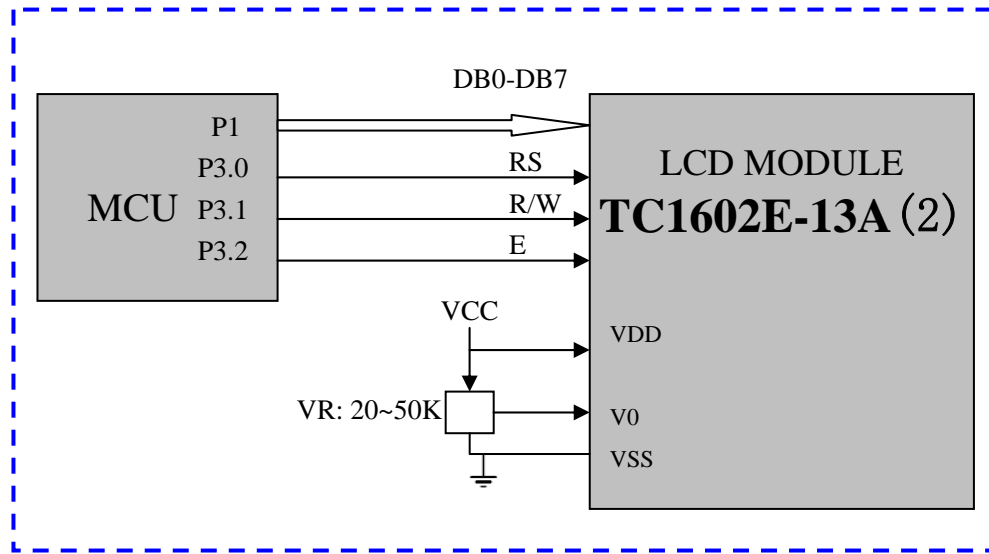 DB0-DB7
P1
P3.0
MCU P3.1
P3.2
RS
R/W
E
LCD MODULE
TC1602E-13A (2)
VCC
VDD
VR: 20~50K
V0
VSS